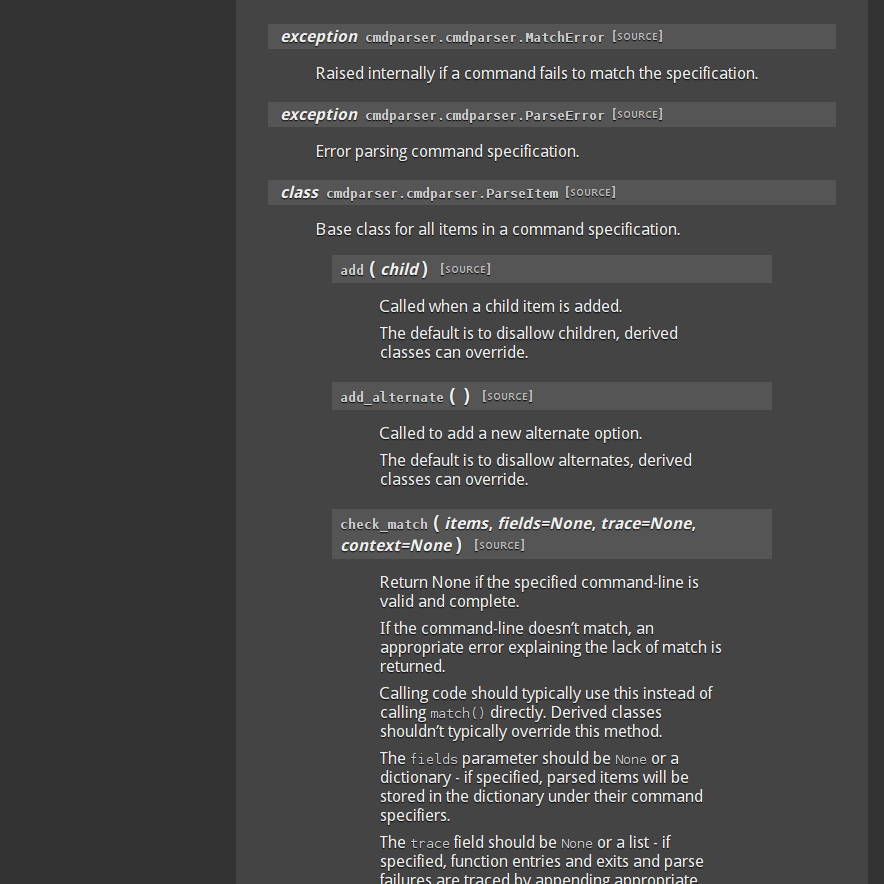 exception cmdparser.cmdparser.MatchError [SOURCE]
Raised internally if a command fails to match the specification.
exception cmdparser.cmdparser.ParseError [SOURCE]
Error parsing command specification.
class cmdparser.cmdparser.ParseItem [SOURCE]
Base class for all items in a command specification.
add ( child ) [SOURCE]
Called when a child item is added.
The default is to disallow children, derived
classes can override.
add_alternate ( ) [SOURCE]
Called to add a new alternate option.
The default is to disallow alternates, derived
classes can override.
check_match ( items, fields=None, trace=None,
context=None ) [SOURCE]
Return None if the specified command-line is
valid and complete.
If the command-line doesn’t match, an
appropriate error explaining the lack of match is
returned.
Calling code should typically use this instead of
calling match() directly. Derived classes
shouldn’t typically override this method.
The fields parameter should be None or a
dictionary - if specified, parsed items will be
stored in the dictionary under their command
specifiers.
The trace field should be None or a list - if
specified, function entries and exits and parse
failures are traced by appending appropriate